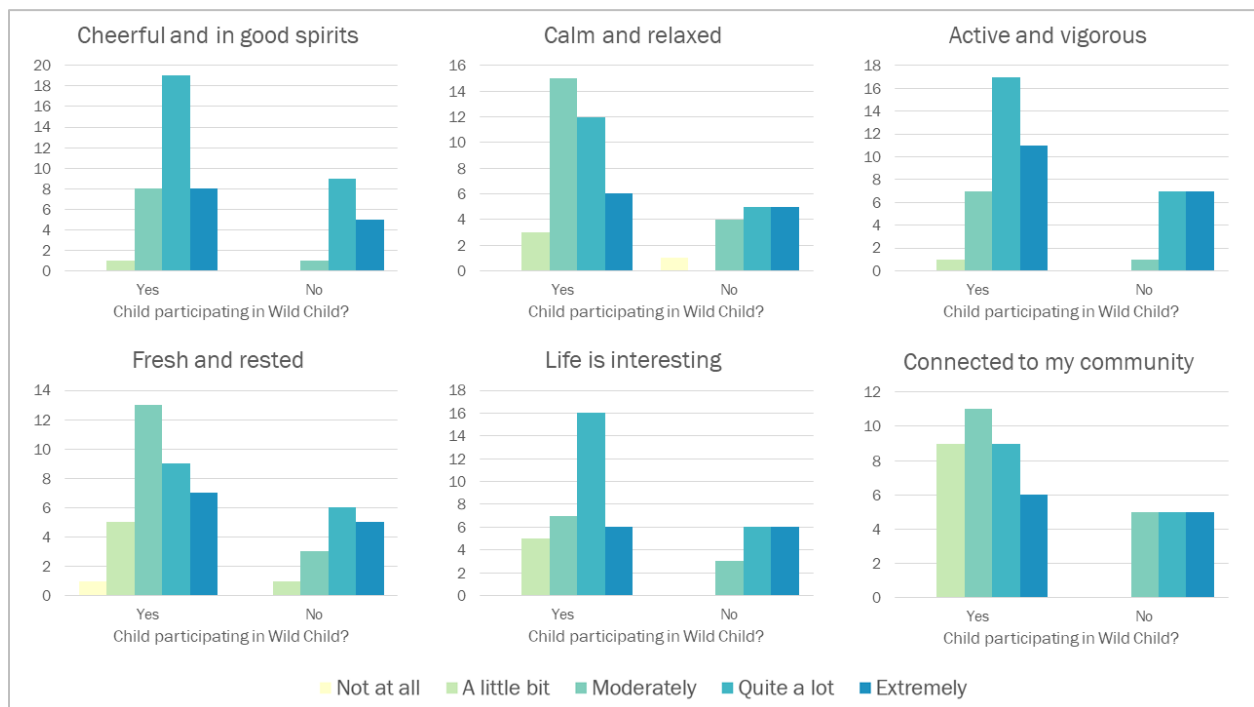 Cheerful and in good spirits
20
18
16
14
12
10
8
6
4
2
0
Yes No
Child participating in Wild Child?
Calm and relaxed
16
14
12
10
8
6
4
2
0
Yes No
Child participating in Wild Child?
Active and vigorous
18
16
14
12
10
8
6
4
2
0
Yes No
Child participating in Wild Child?
Fresh and rested
14
12
10
8
6
4
2
0
Yes No
Child participating in Wild Child?
Life is interesting
18
16
14
12
10
8
6
4
2
0
Yes No
Child participating in Wild Child?
Connected to my community
12
10
8
6
4
2
0
Yes No
Child participating in Wild Child?
Not at all A little bit Moderately Quite a lot Extremely